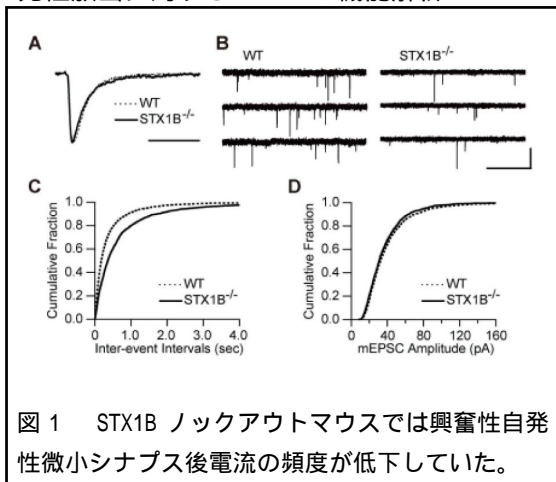 A
WT
STX1B-/-
B
WT
STX1B-/-
C
Cumulative Fraction
1.0
0.8
0.6
0.4
0.2
0.0
WT
STX1B-/-
0
1.0
2.0
3.0
4.0
Inter-event Intervals (sec)
D
Cumulative Fraction
1.0
0.8
0.6
0.4
0.2
0.0
WT
STX1B-/-
0
40
80
120
160
mEPSC Amplitude (pA)
図 1 STX1B ノックアウトマウスでは興奮性自発
性微小シナプス後電流の頻度が低下していた。